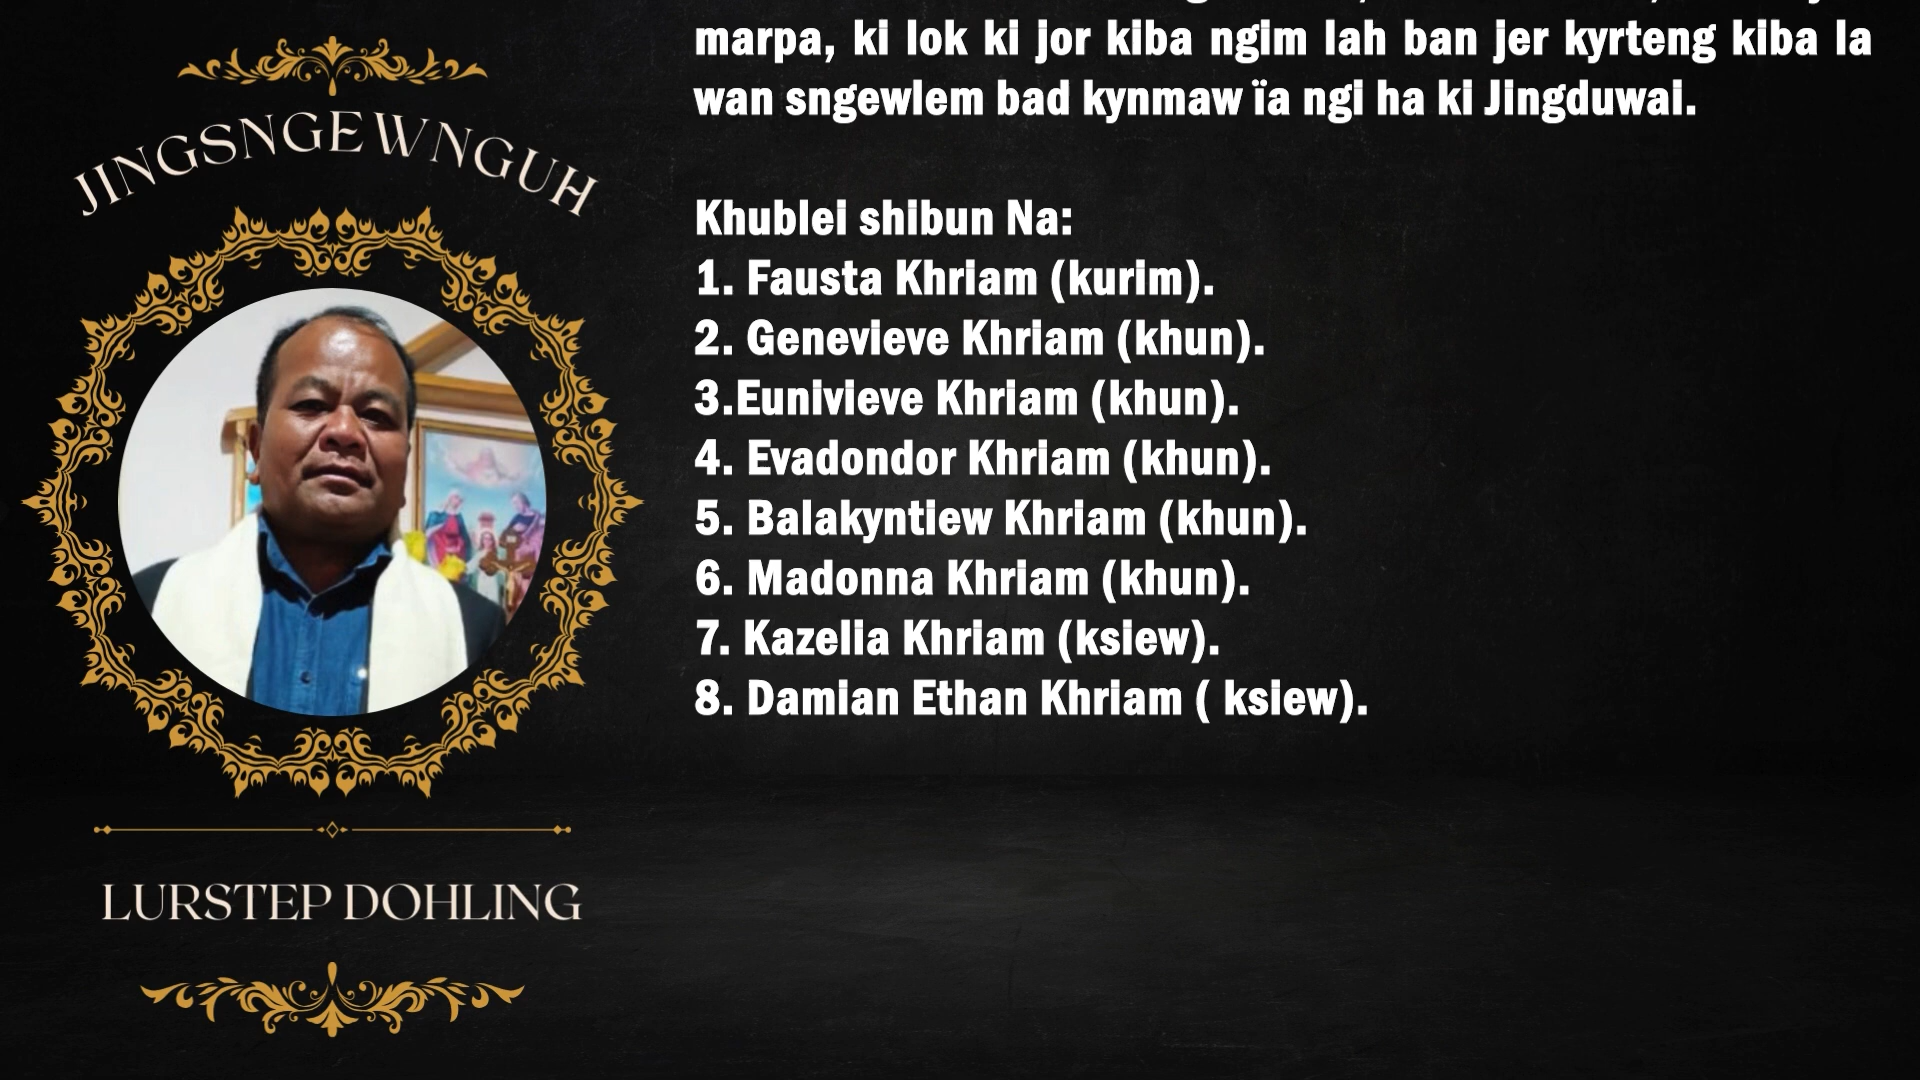 JINGSNGEWNGUH
LURSTEP DOHLING
marpa, ki lok ki jor kiba ngim lah ban jer kyrteng kiba la
wan sngewlem bad kynmaw ïa ngi ha ki Jingduwai.
Khublei shibun Na:
1. Fausta Khriam (kurim).
2. Genevieve Khriam (khun).
3.Eunivieve Khriam (khun).
4. Evadondor Khriam (khun).
5. Balakyntiew Khriam (khun).
6. Madonna Khriam (khun).
7. Kazelia Khriam (ksiew).
8. Damian Ethan Khriam ( ksiew).